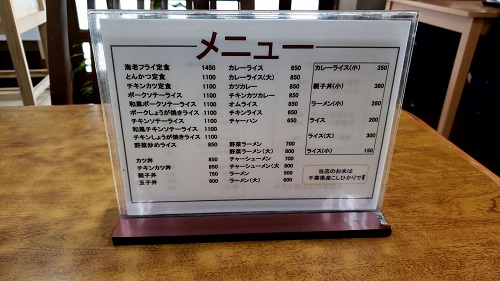 メニュー
海老フライ定食 1450
とんかつ定食 1100
チキンカツ定食 1100
ポークソテーライス 1100
和風ポークソテーライス 1100
ポークしょうが焼きライス 1100
チキンソテーライス 1100
和風チキンソテーライス 1100
チキンしょうが焼きライス 1100
野菜炒めライス 850
カツ丼 850
チキンカツ丼 850
親子丼 750
玉子丼 650
カレーライス 650
カレーライス(大) 850
カツカレー 850
チキンカツカレー 850
オムライス 850
チキンライス 650
チャーハン 650
野菜ラーメン 700
野菜ラーメン(大) 800
チャーシューメン 700
チャーシューメン(大) 800
ラーメン 500
ラーメン(大) 600
カレーライス(小) 350
親子丼(小) 380
ラーメン(小) 280
ライス 200
ライス(大) 300
ライス(小) 150
当店のお米は
千葉県産こしひかりです